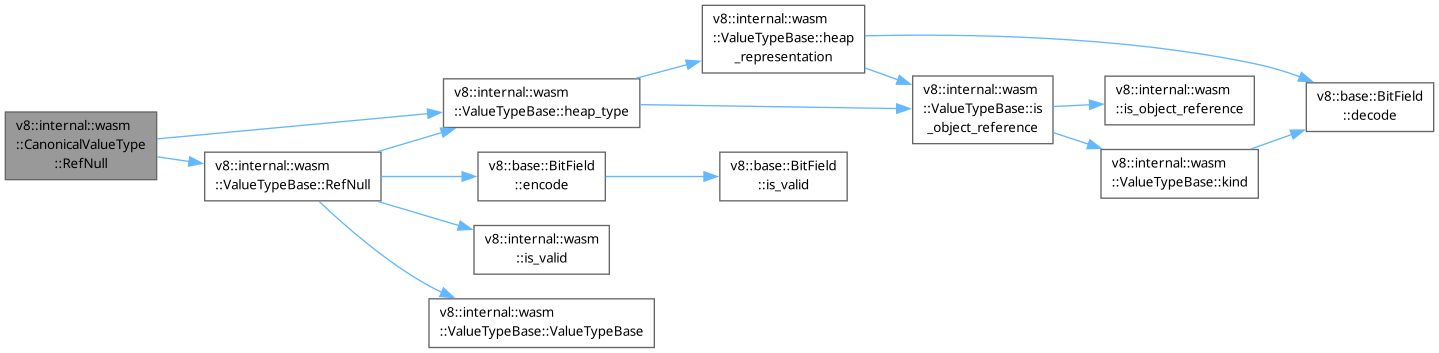 v8::internal::wasm
::CanonicalValueType
::RefNull
v8::internal::wasm
::ValueTypeBase::RefNull
v8::internal::wasm
::ValueTypeBase::heap_type
v8::base::BitField
::encode
v8::internal::wasm
::is_valid
v8::internal::wasm
::ValueTypeBase::ValueTypeBase
v8::internal::wasm
::ValueTypeBase::heap
_representation
v8::base::BitField
::is_valid
v8::internal::wasm
::ValueTypeBase::is
_object_reference
v8::internal::wasm
::is_object_reference
v8::internal::wasm
::ValueTypeBase::kind
v8::base::BitField
::decode